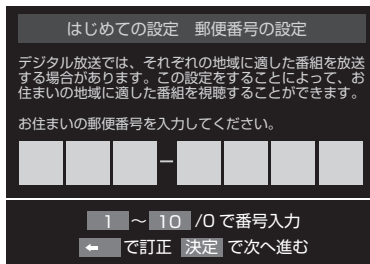 はじめての設定　郵便番号の設定
デジタル放送では、それぞれの地域に適した番組を放送
する場合があります。この設定をすることによって、お
住まいの地域に適した番組を視聴することができます。
お住まいの郵便番号を入力してください。
－
1 ～ 10 /0 で番号入力
← で訂正 決定 で次へ進む